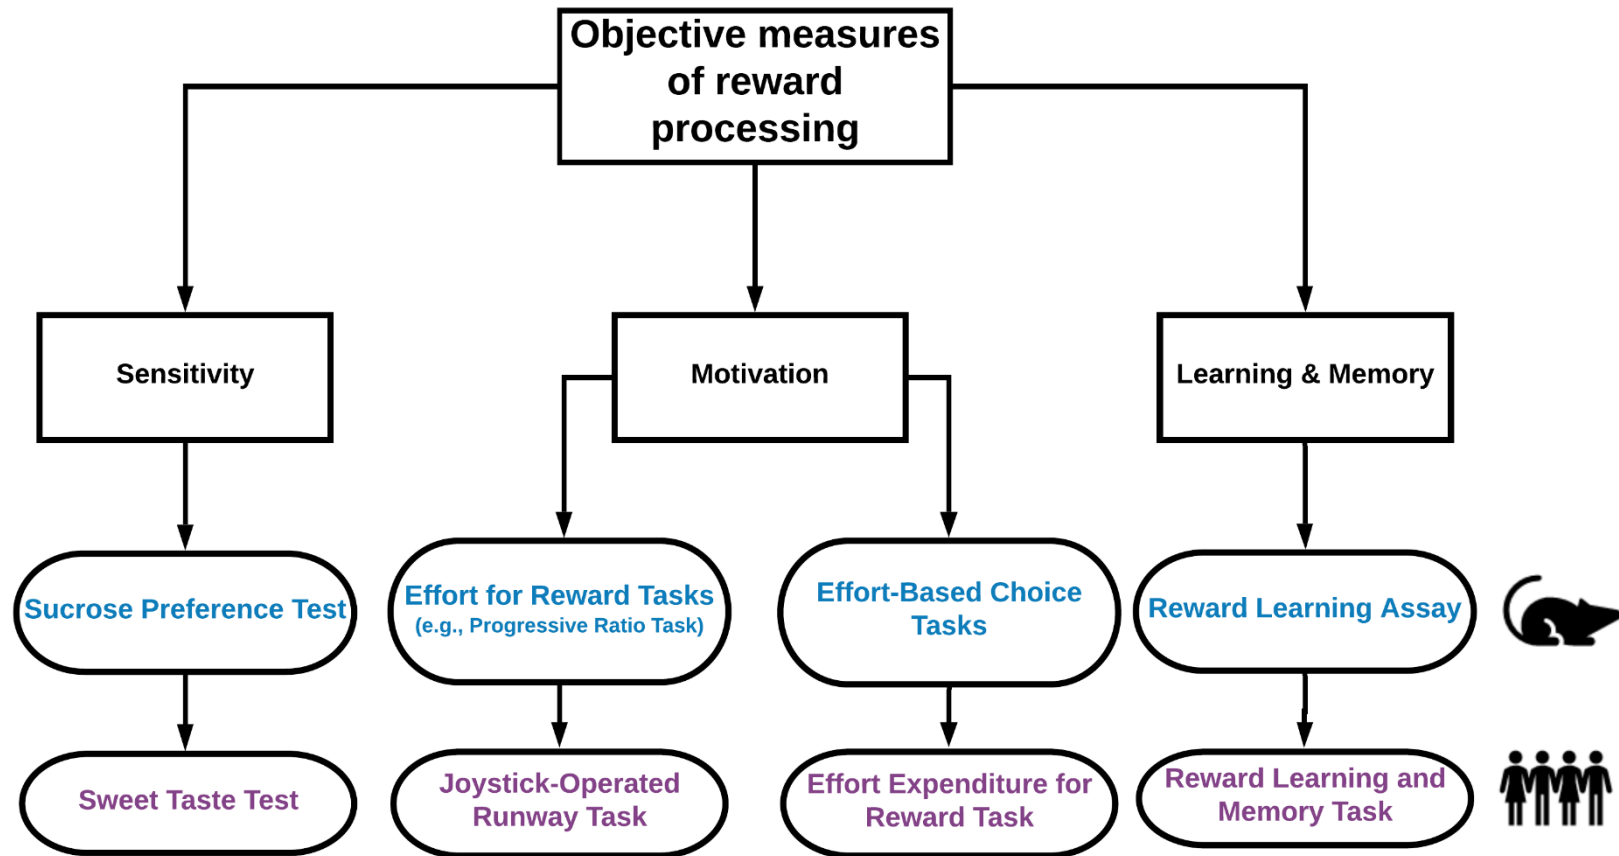 Objective measures
of reward
processing
Sensitivity
Motivation
Learning & Memory
Sucrose Preference Test
Effort for Reward Tasks
(e.g., Progressive Ratio Task)
Effort-Based Choice
Tasks
Reward Learning Assay
Sweet Taste Test
Joystick-Operated
Runway Task
Effort Expenditure for
Reward Task
Reward Learning and
Memory Task